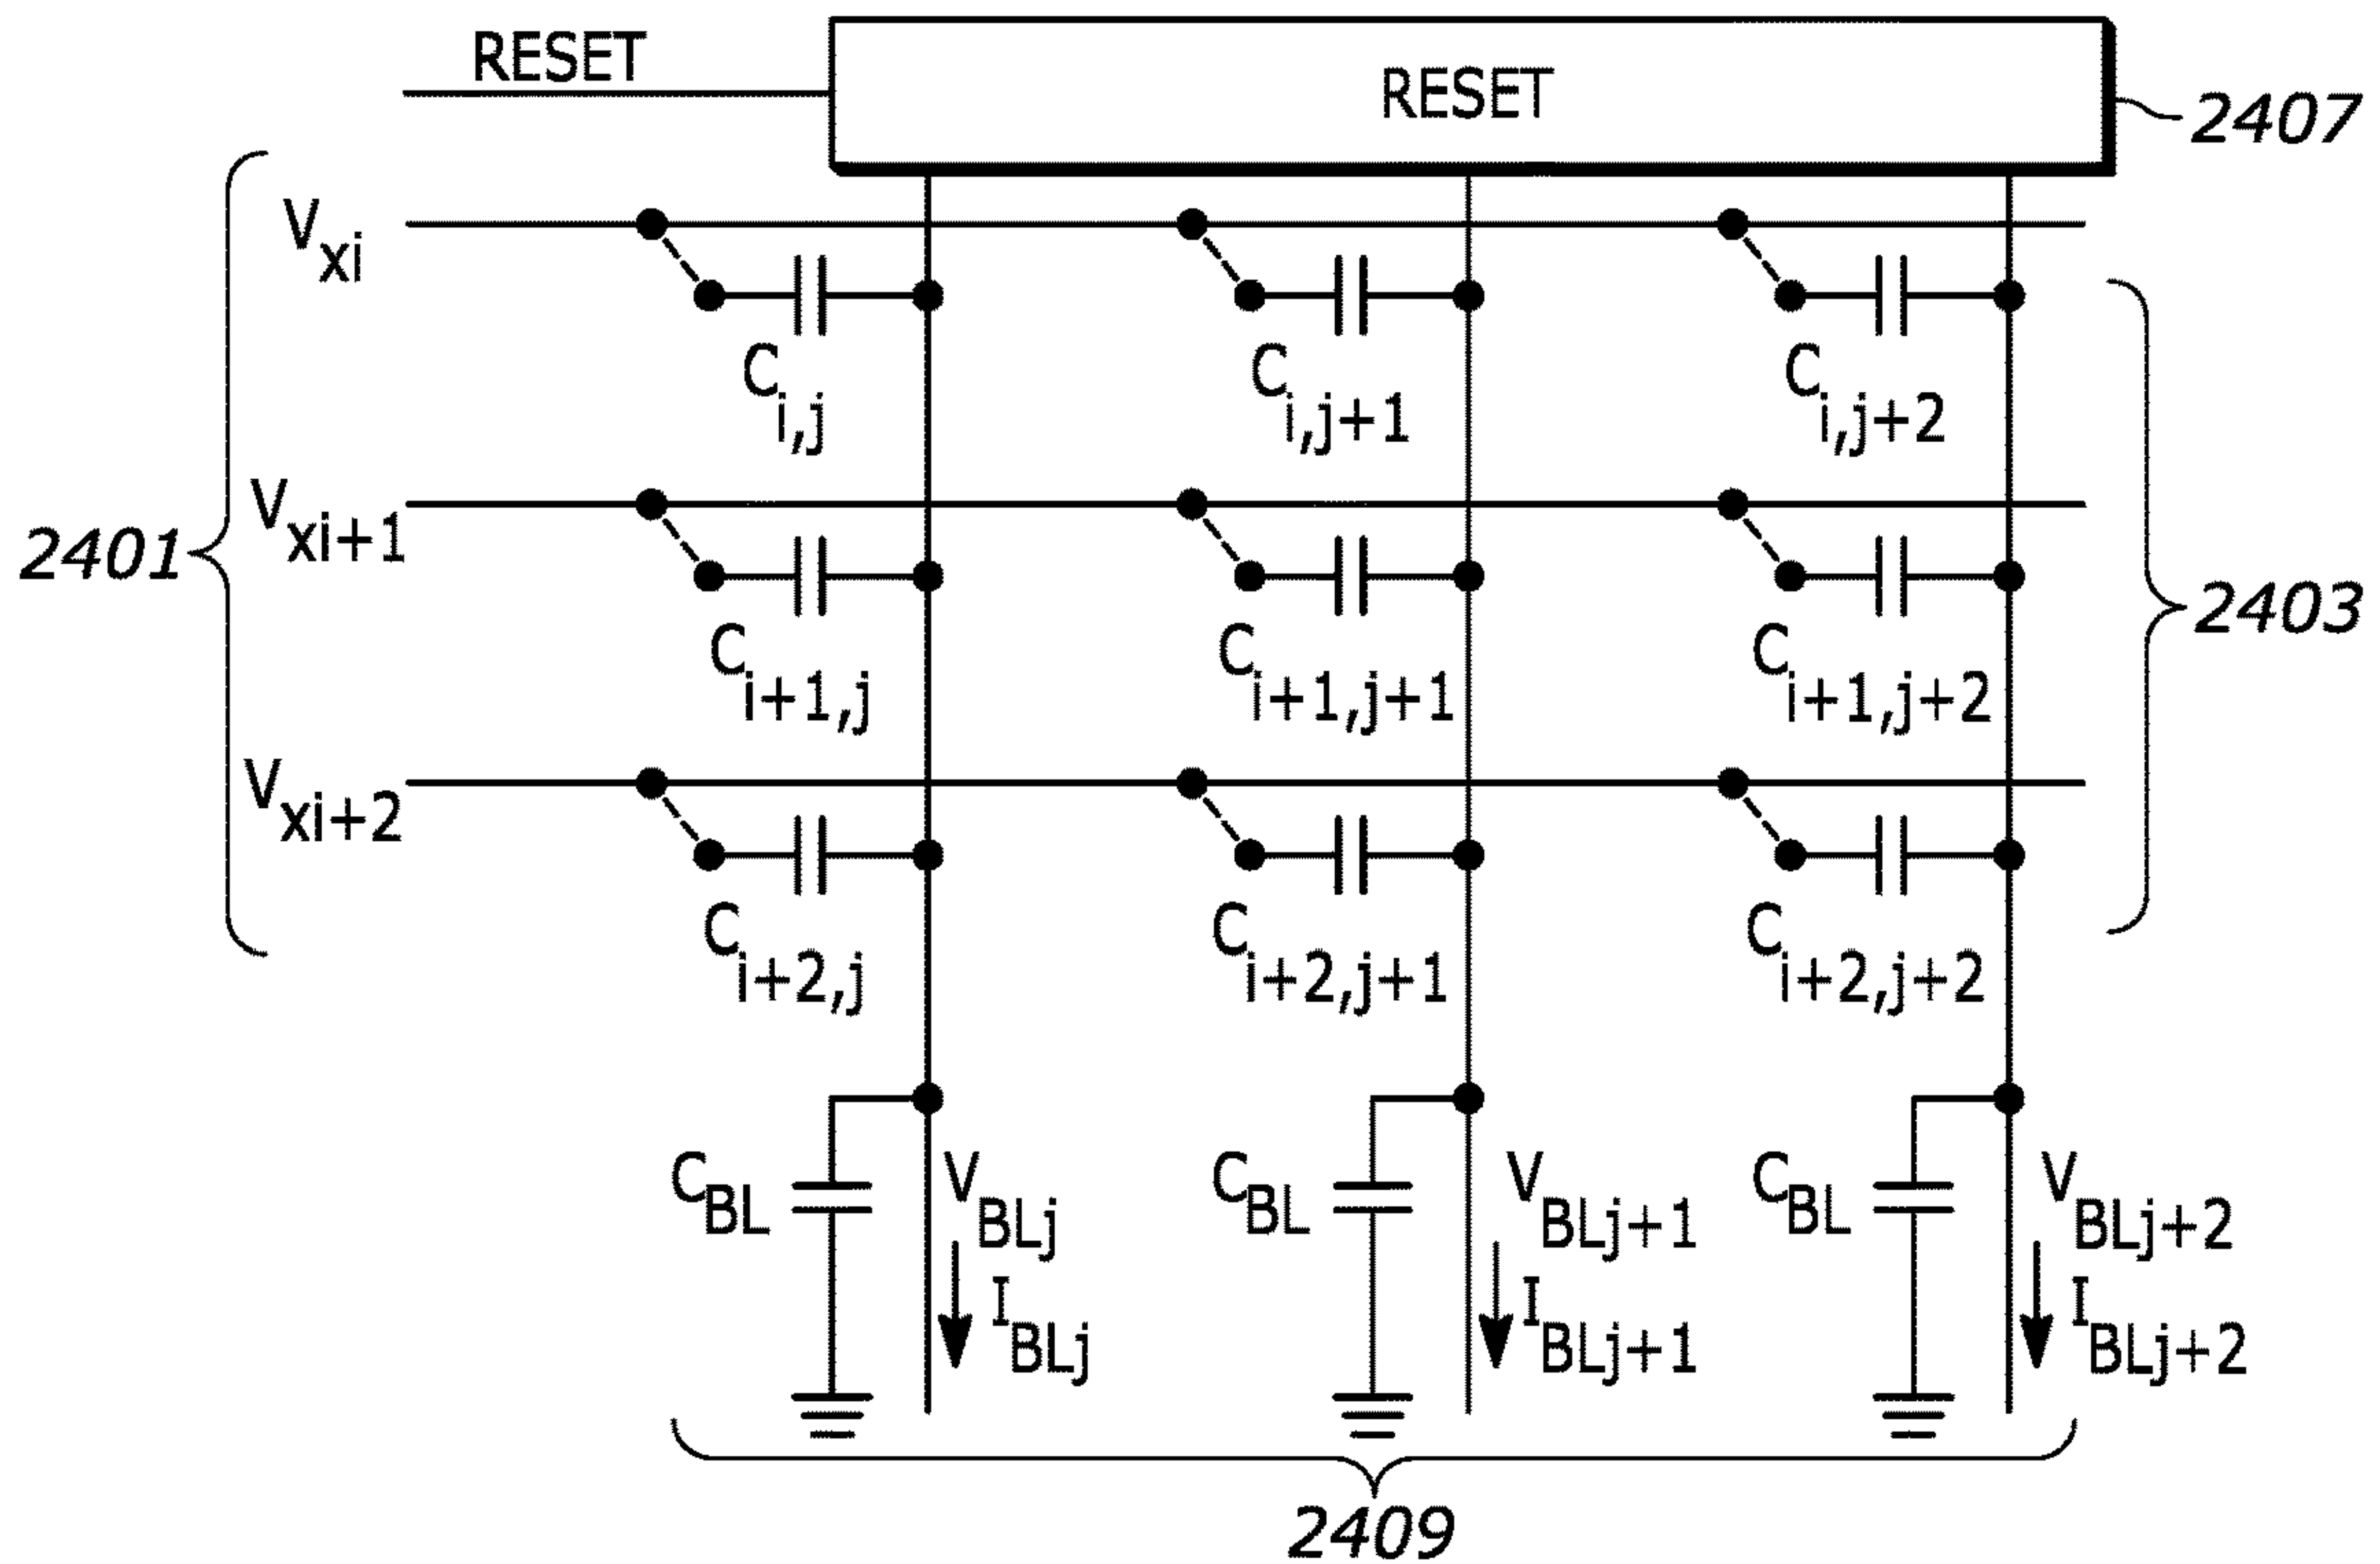 RESET
RESET
2407
Vxi
Ci,j
Ci,j+1
Ci,j+2
2401
Vxi+1
Ci+1,j
Ci+1,j+1
Ci+1,j+2
2403
Vxi+2
Ci+2,j
Ci+2,j+1
Ci+2,j+2
CBL
VBLj
IBLj
CBL
VBLj+1
IBLj+1
CBL
VBLj+2
IBLj+2
2409